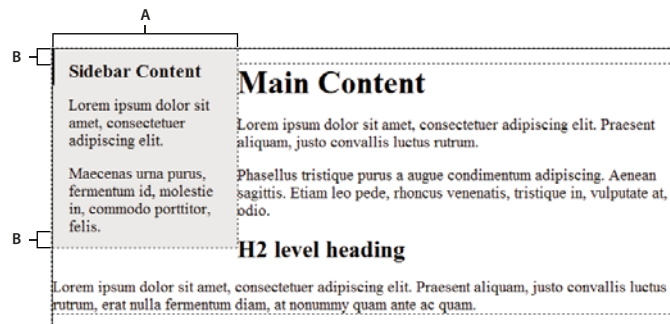 A
B
Sidebar Content
Lorem ipsum dolor sit
amet, consectetuer
adipiscing elit.
Maecenas urna purus,
fermentum id, molestie
in, commodo porttitor,
felis.
B
Main Content
Lorem ipsum dolor sit amet, consectetuer adipiscing elit. Praesent
aliquam, justo convallis luctus rutrum.
Phasellus tristique purus a augue condimentum adipiscing. Aenean
sagittis. Etiam leo pede, rhoncus venenatis, tristique in, vulputate at,
odio.
H2 level heading
Lorem ipsum dolor sit amet, consectetuer adipiscing elit. Praesent aliquam, justo convallis luctus
rutrum, erat nulla fermentum diam, at nonummy quam ante ac quam.